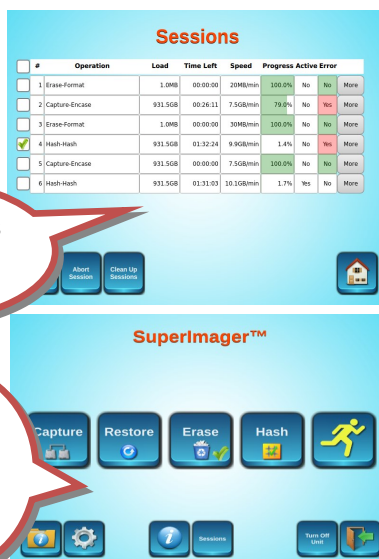 Sessions
# Operation Load Time Left Speed Progress Active Error
1 Erase-Format 1.0MB 00:00:00 20MB/min 100.0% No No More
2 Capture-Encase 931.5GB 00:26:11 7.5GB/min 79.0% No Yes More
3 Erase-Format 1.0MB 00:00:00 30MB/min 100.0% No No More
4 Hash-Hash 931.5GB 01:32:24 9.9GB/min 1.4% No Yes More
5 Capture-Encase 931.5GB 00:00:00 7.5GB/min 100.0% No No More
6 Hash-Hash 931.5GB 01:31:03 10.1GB/min 1.7% Yes No More
Abort Session
Clean Up Sessions
SuperImager™
Capture Restore Erase Hash
Sessions
Turn Off Unit